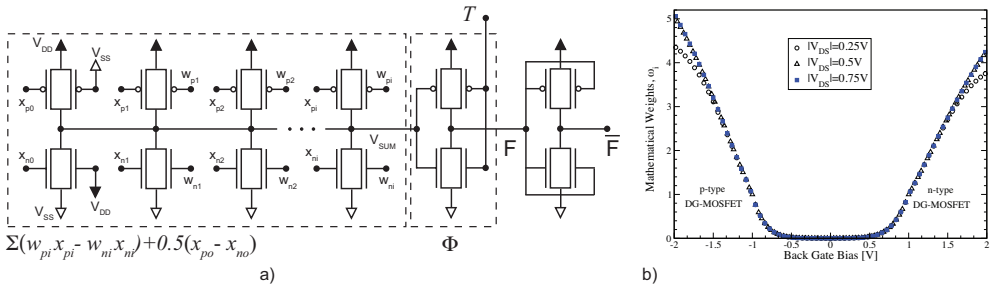 T
V_DD
V_SS
w_p1
w_p2
w_pi
x_p0
x_p1
x_p2
x_pi
V_SUM
F
F̅
x_n0
x_n1
x_n2
x_ni
w_n1
w_n2
w_ni
V_SS
V_DD
Σ(w_pi x_pi - w_ni x_ni)+0.5(x_po - x_no)
Φ
a)
Mathematical Weights, ω_i
5
4
3
2
1
0
|V_DS|=0.25V
|V_DS|=0.5V
|V_DS|=0.75V
p-type
DG-MOSFET
n-type
DG-MOSFET
-2 -1.5 -1 -0.5 0 0.5 1 1.5 2
Back Gate Bias [V]
b)